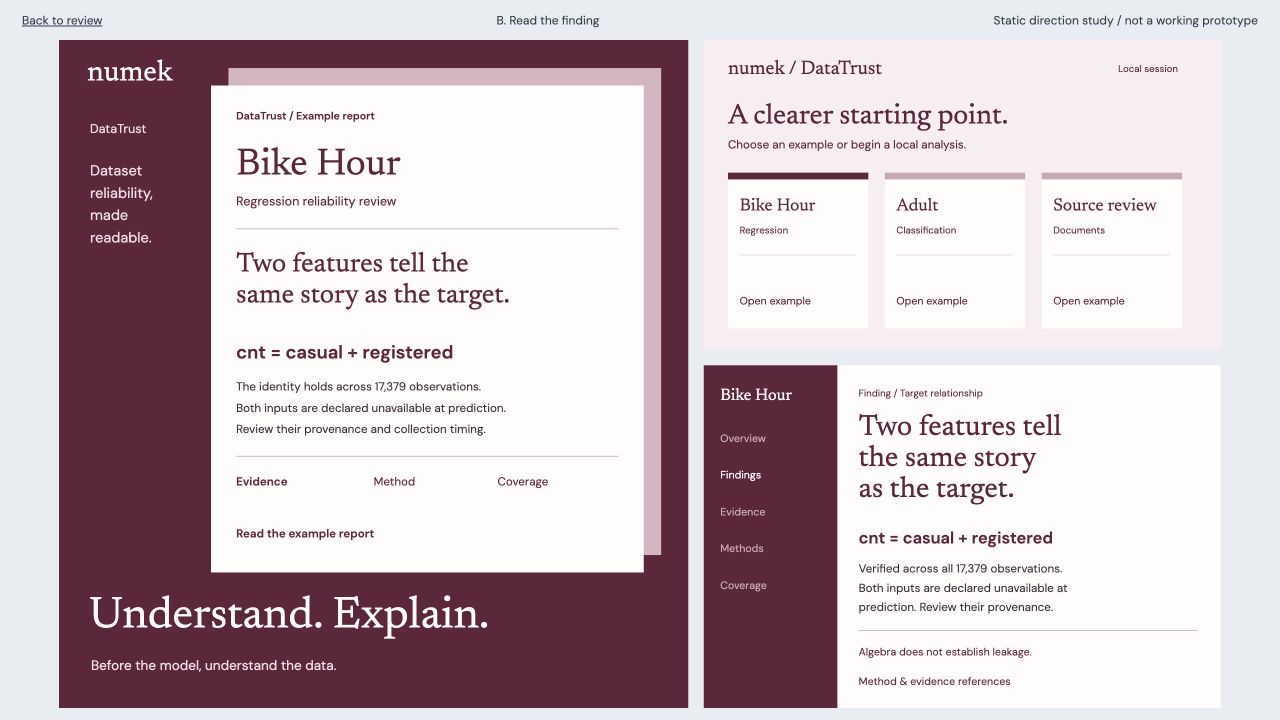 Back to review
B. Read the finding
Static direction study / not a working prototype
numek
DataTrust
Dataset
reliability,
made
readable.
DataTrust / Example report
Bike Hour
Regression reliability review
Two features tell the
same story as the target.
cnt = casual + registered
The identity holds across 17,379 observations.
Both inputs are declared unavailable at prediction.
Review their provenance and collection timing.
Evidence
Method
Coverage
Read the example report
Understand. Explain.
Before the model, understand the data.
numek / DataTrust
Local session
A clearer starting point.
Choose an example or begin a local analysis.
Bike Hour
Regression
Open example
Adult
Classification
Open example
Source review
Documents
Open example
Bike Hour
Overview
Findings
Evidence
Methods
Coverage
Finding / Target relationship
Two features tell
the same story
as the target.
cnt = casual + registered
Verified across all 17,379 observations.
Both inputs are declared unavailable at
prediction. Review their provenance.
Algebra does not establish leakage.
Method & evidence references